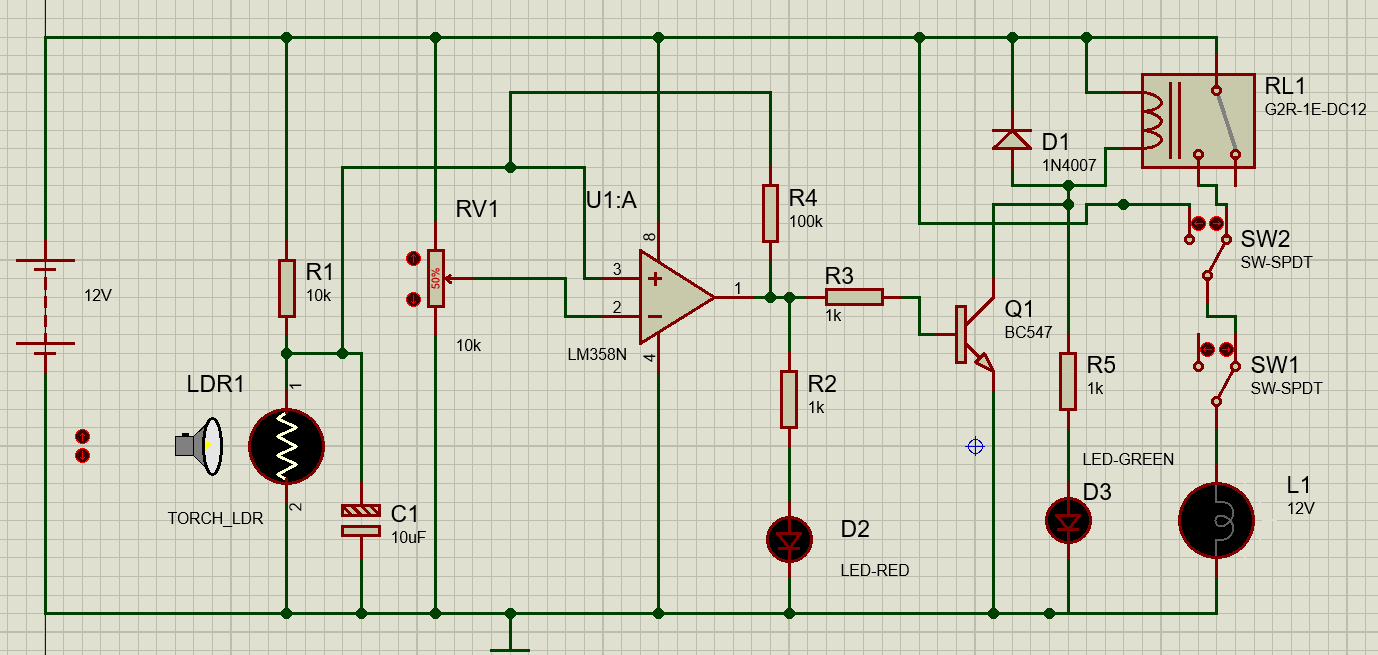 12V
R1
10k
LDR1
1
2
TORCH_LDR
C1
10uF
RV1
50%
10k
U1:A
8
3
2
1
4
LM358N
R4
100k
R3
1k
R2
1k
D2
LED-RED
D1
1N4007
Q1
BC547
R5
1k
LED-GREEN
D3
RL1
G2R-1E-DC12
SW2
SW-SPDT
SW1
SW-SPDT
L1
12V